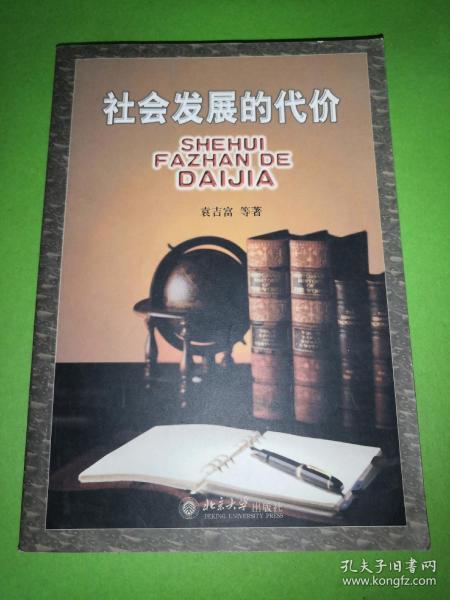 社会发展的代价
SHEHUI
FAZHAN DE
DAIJIA
袁吉富 等著
北京大学出版社
PEKING UNIVERSITY PRESS
孔夫子旧书网
www.kongfz.com